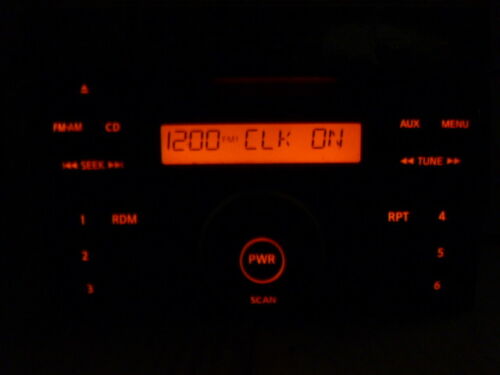 FM•AM CD
1200 FM1 CLK ON
AUX MENU
SEEK
TUNE
1 RDM
RPT 4
2
5
3
6
PWR
SCAN